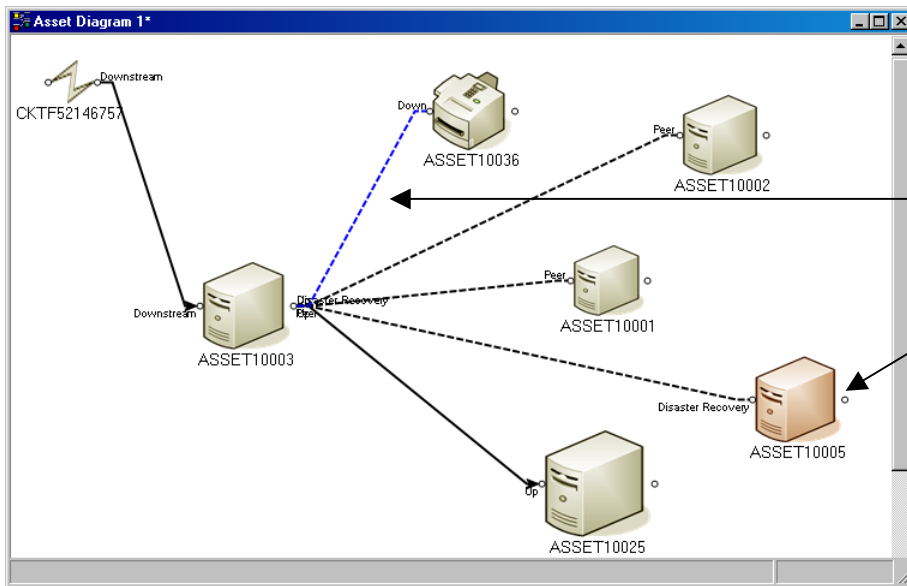 Asset Diagram 1*
Downstream
CKTF52146757
Down
ASSET10036
Peer
ASSET10002
Peer
ASSET10001
Disaster Recovery
Peer
Downstream
ASSET10003
Disaster Recovery
ASSET10005
Up
ASSET10025